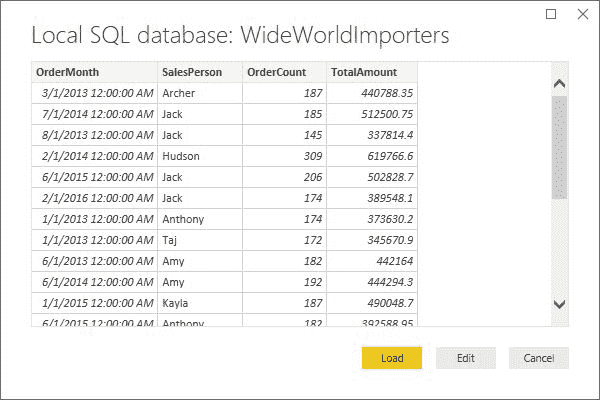 Local SQL database: WideWorldImporters
OrderMonth SalesPerson OrderCount TotalAmount
3/1/2013 12:00:00 AM Archer 187 440788.35
7/1/2014 12:00:00 AM Jack 185 512500.75
8/1/2013 12:00:00 AM Jack 145 337814.4
2/1/2014 12:00:00 AM Hudson 309 619766.6
6/1/2015 12:00:00 AM Jack 206 502828.7
2/1/2016 12:00:00 AM Jack 174 389548.1
1/1/2013 12:00:00 AM Anthony 174 373630.2
1/1/2013 12:00:00 AM Taj 172 345670.9
6/1/2013 12:00:00 AM Amy 182 442164
6/1/2014 12:00:00 AM Amy 192 444294.3
1/1/2015 12:00:00 AM Kayla 187 490048.7
6/1/2015 12:00:00 AM Anthony 182 392588.95
Load Edit Cancel